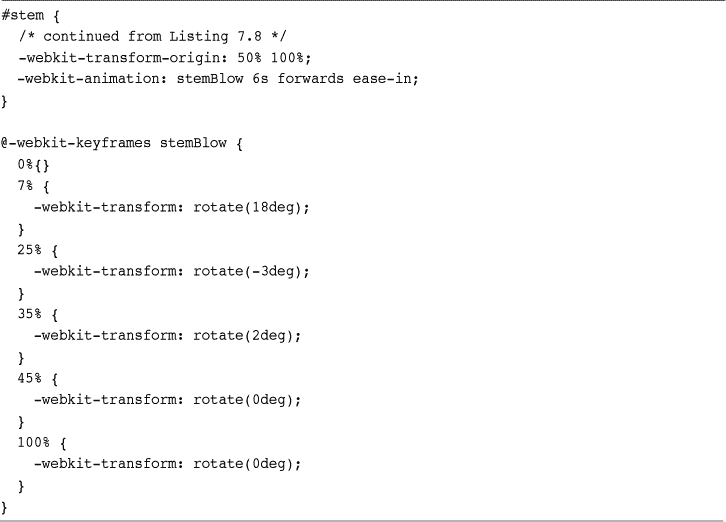 #stem {
/* continued from Listing 7.8 */
-webkit-transform-origin: 50% 100%;
-webkit-animation: stemBlow 6s forwards ease-in;
}
@-webkit-keyframes stemBlow {
0%{}
7% {
-webkit-transform: rotate(18deg);
}
25% {
-webkit-transform: rotate(-3deg);
}
35% {
-webkit-transform: rotate(2deg);
}
45% {
-webkit-transform: rotate(0deg);
}
100% {
-webkit-transform: rotate(0deg);
}
}